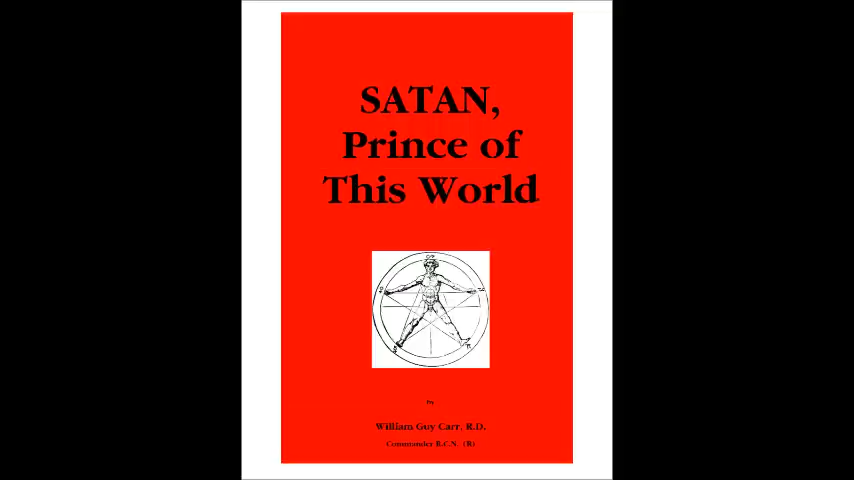 SATAN,
Prince of
This World
By
William Guy Carr, R.D.
Commander R.C.N. (R)